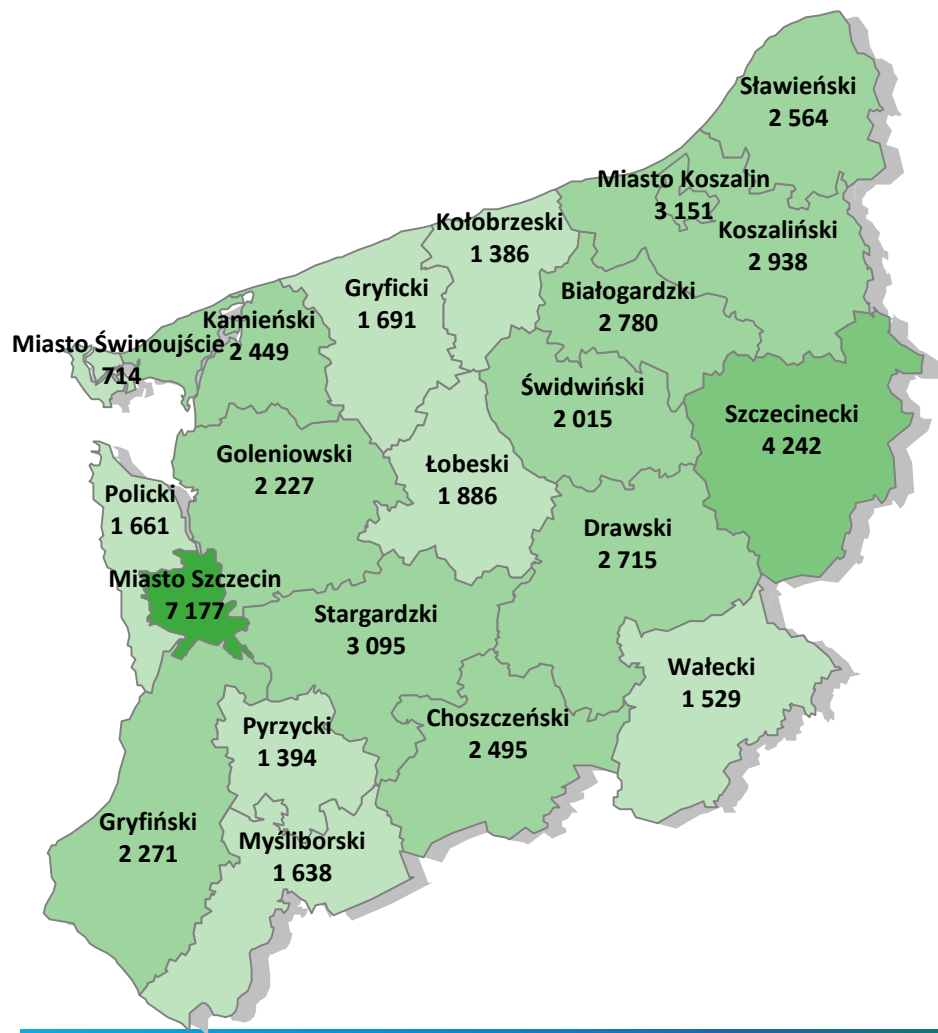 Sławieński
2 564
Miasto Koszalin
3 151
Koszaliński
2 938
Kołobrzeski
1 386
Gryficki
1 691
Białogardzki
2 780
Kamieński
2 449
Miasto Świnoujście
714
Świdwiński
2 015
Szczecinecki
4 242
Goleniowski
2 227
Łobeski
1 886
Policki
1 661
Drawski
2 715
Miasto Szczecin
7 177
Stargardzki
3 095
Wałecki
1 529
Choszczeński
2 495
Pyrzycki
1 394
Gryfiński
2 271
Myśliborski
1 638